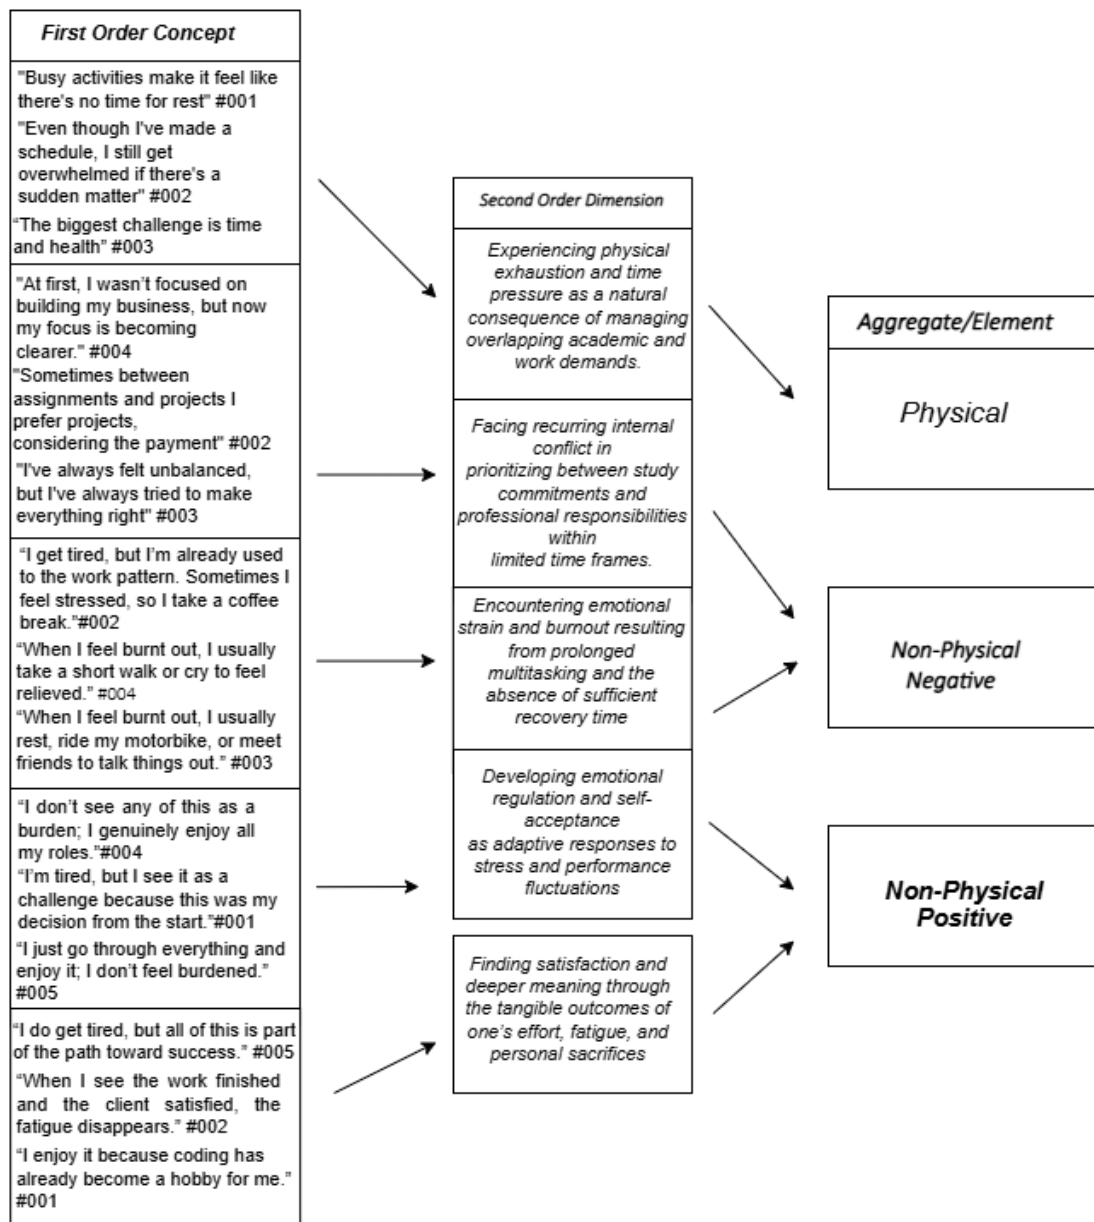 First Order Concept
"Busy activities make it feel like
there's no time for rest" #001
"Even though I've made a
schedule, I still get
overwhelmed if there's a
sudden matter" #002
“The biggest challenge is time
and health” #003
"At first, I wasn’t focused on
building my business, but now
my focus is becoming
clearer." #004
"Sometimes between
assignments and projects I
prefer projects,
considering the payment" #002
"I've always felt unbalanced,
but I've always tried to make
everything right" #003
“I get tired, but I’m already used
to the work pattern. Sometimes I
feel stressed, so I take a coffee
break.”#002
“When I feel burnt out, I usually
take a short walk or cry to feel
relieved.” #004
“When I feel burnt out, I usually
rest, ride my motorbike, or meet
friends to talk things out.” #003
“I don’t see any of this as a
burden; I genuinely enjoy all
my roles.”#004
“I’m tired, but I see it as a
challenge because this was my
decision from the start.”#001
“I just go through everything and
enjoy it; I don’t feel burdened.”
#005
“I do get tired, but all of this is part
of the path toward success.” #005
“When I see the work finished
and the client satisfied, the
fatigue disappears.” #002
“I enjoy it because coding has
already become a hobby for me.”
#001
Second Order Dimension
Experiencing physical
exhaustion and time
pressure as a natural
consequence of managing
overlapping academic and
work demands.
Facing recurring internal
conflict in
prioritizing between study
commitments and
professional responsibilities
within
limited time frames.
Encountering emotional
strain and burnout resulting
from prolonged
multitasking and the
absence of sufficient
recovery time
Developing emotional
regulation and self-
acceptance
as adaptive responses to
stress and performance
fluctuations
Finding satisfaction and
deeper meaning through
the tangible outcomes of
one’s effort, fatigue, and
personal sacrifices
Aggregate/Element
Physical
Non-Physical
Negative
Non-Physical
Positive